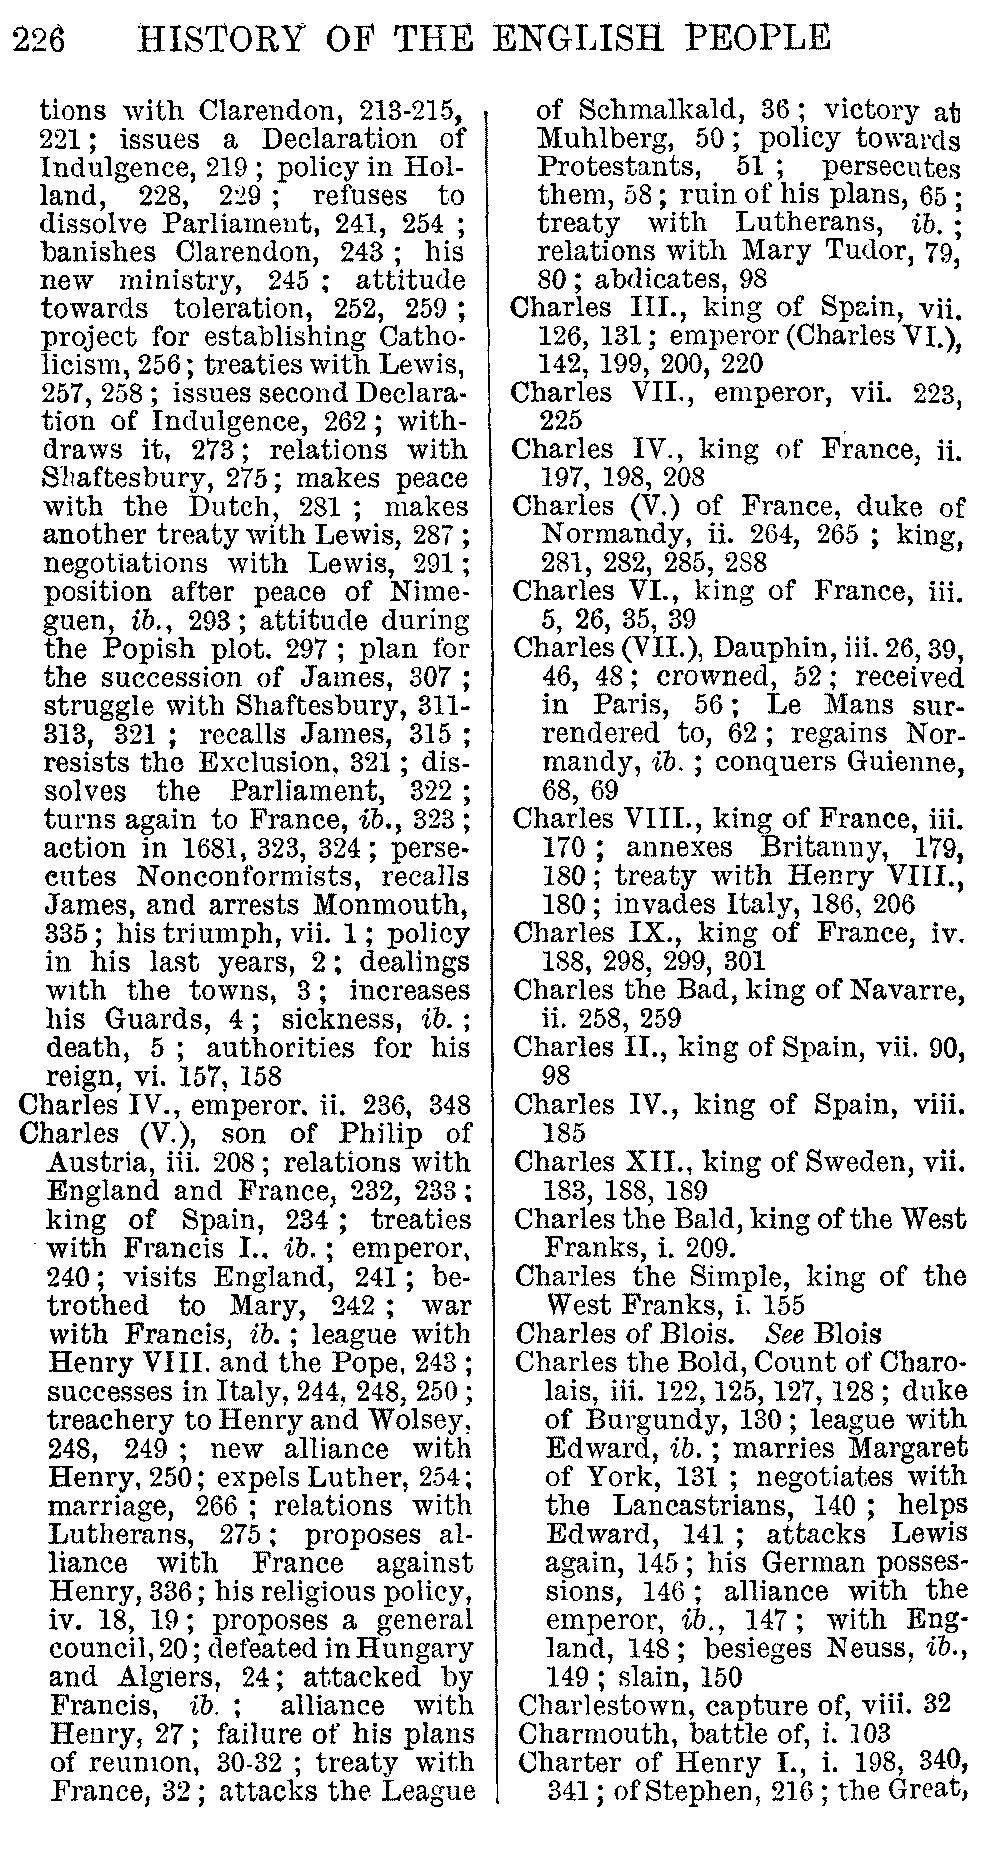 226 HISTORY OF THE ENGLISH PEOPLE
tions with Clarendon, 213-215,
221; issues a Declaration of
Indulgence, 219; policy in Hol-
land, 228, 229; refuses to
dissolve Parliament, 241, 254;
banishes Clarendon, 243; his
new ministry, 245; attitude
towards toleration, 252, 259;
project for establishing Catho-
licism, 256; treaties with Lewis,
257, 258; issues second Declara-
tion of Indulgence, 262; with-
draws it, 273; relations with
Shaftesbury, 275; makes peace
with the Dutch, 281; makes
another treaty with Lewis, 287;
negotiations with Lewis, 291;
position after peace of Nime-
guen, ib., 293; attitude during
the Popish plot. 297; plan for
the succession of James, 307;
struggle with Shaftesbury, 311-
313, 321; recalls James, 315;
resists the Exclusion, 321; dis-
solves the Parliament, 322;
turns again to France, ib., 323;
action in 1681, 323, 324; perse-
cutes Nonconformists, recalls
James, and arrests Monmouth,
335; his triumph, vii. 1; policy
in his last years, 2; dealings
with the towns, 3; increases
his Guards, 4; sickness, ib.;
death, 5; authorities for his
reign, vi. 157, 158
Charles IV., emperor. ii. 236, 348
Charles (V.), son of Philip of
Austria, iii. 208; relations with
England and France, 232, 233;
king of Spain, 234; treaties
with Francis I., ib.; emperor,
240; visits England, 241; be-
trothed to Mary, 242; war
with Francis, ib.; league with
Henry VIII. and the Pope, 243;
successes in Italy, 244, 248, 250;
treachery to Henry and Wolsey,
248, 249; new alliance with
Henry, 250; expels Luther, 254;
marriage, 266; relations with
Lutherans, 275; proposes al-
liance with France against
Henry, 336; his religious policy,
iv. 18, 19; proposes a general
council, 20; defeated in Hungary
and Algiers, 24; attacked by
Francis, ib.; alliance with
Henry, 27; failure of his plans
of reunion, 30-32; treaty with
France, 32; attacks the League
of Schmalkald, 36; victory at
Muhlberg, 50; policy towards
Protestants, 51; persecutes
them, 58; ruin of his plans, 65;
treaty with Lutherans, ib.;
relations with Mary Tudor, 79,
80; abdicates, 98
Charles III., king of Spain, vii.
126, 131; emperor (Charles VI.),
142, 199, 200, 220
Charles VII., emperor, vii. 223,
225
Charles IV., king of France, ii.
197, 198, 208
Charles (V.) of France, duke of
Normandy, ii. 264, 265; king,
281, 282, 285, 288
Charles VI., king of France, iii.
5, 26, 35, 39
Charles (VII.), Dauphin, iii. 26, 39,
46, 48; crowned, 52; received
in Paris, 56; Le Mans sur-
rendered to, 62; regains Nor-
mandy, ib.; conquers Guienne,
68, 69
Charles VIII., king of France, iii.
170; annexes Britanny, 179,
180; treaty with Henry VIII.,
180; invades Italy, 186, 206
Charles IX., king of France, iv.
188, 298, 299, 301
Charles the Bad, king of Navarre,
ii. 258, 259
Charles II., king of Spain, vii. 90,
98
Charles IV., king of Spain, viii.
185
Charles XII., king of Sweden, vii.
183, 188, 189
Charles the Bald, king of the West
Franks, i. 209.
Charles the Simple, king of the
West Franks, i. 155
Charles of Blois. See Blois
Charles the Bold, Count of Charo-
lais, iii. 122, 125, 127, 128; duke
of Burgundy, 130; league with
Edward, ib.; marries Margaret
of York, 131; negotiates with
the Lancastrians, 140; helps
Edward, 141; attacks Lewis
again, 145; his German posses-
sions, 146; alliance with the
emperor, ib., 147; with Eng-
land, 148; besieges Neuss, ib.,
149; slain, 150
Charlestown, capture of, viii. 32
Charmouth, battle of, i. 103
Charter of Henry I., i. 198, 340,
341; of Stephen, 216; the Great,